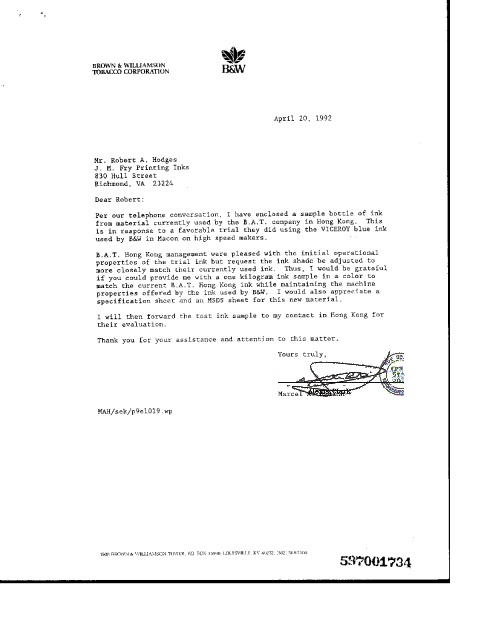 BROWN & WILLIAMSON
TOBACCO CORPORATION
B&W
April 20, 1992
Mr. Robert A. Hodges
J. M. Fry Printing Inks
830 Hull Street
Richmond, VA 23224
Dear Robert:
Per our telephone conversation, I have enclosed a sample bottle of ink
from material currently used by the B.A.T. company in Hong Kong. This
is in response to a favorable trial they did using the VICEROY blue ink
used by B&W in Macon on high speed makers.
B.A.T. Hong Kong management were pleased with the initial operational
properties of the trial ink but request the ink shade be adjusted to
more closely match their currently used ink. Thus, I would be grateful
if you could provide me with a one kilogram ink sample in a color to
match the current B.A.T. Hong Kong ink while maintaining the machine
properties offered by the ink used by B&W. I would also appreciate a
specification sheet and an MSDS sheet for this new material.
I will then forward the test ink sample to my contact in Hong Kong for
their evaluation.
Thank you for your assistance and attention to this matter.
Yours truly,
Marcel
MAH/sek/p9e1019.wp
BROWN & WILLIAMSON TOWER, P.O. BOX LOUISVILLE, KY
597001734